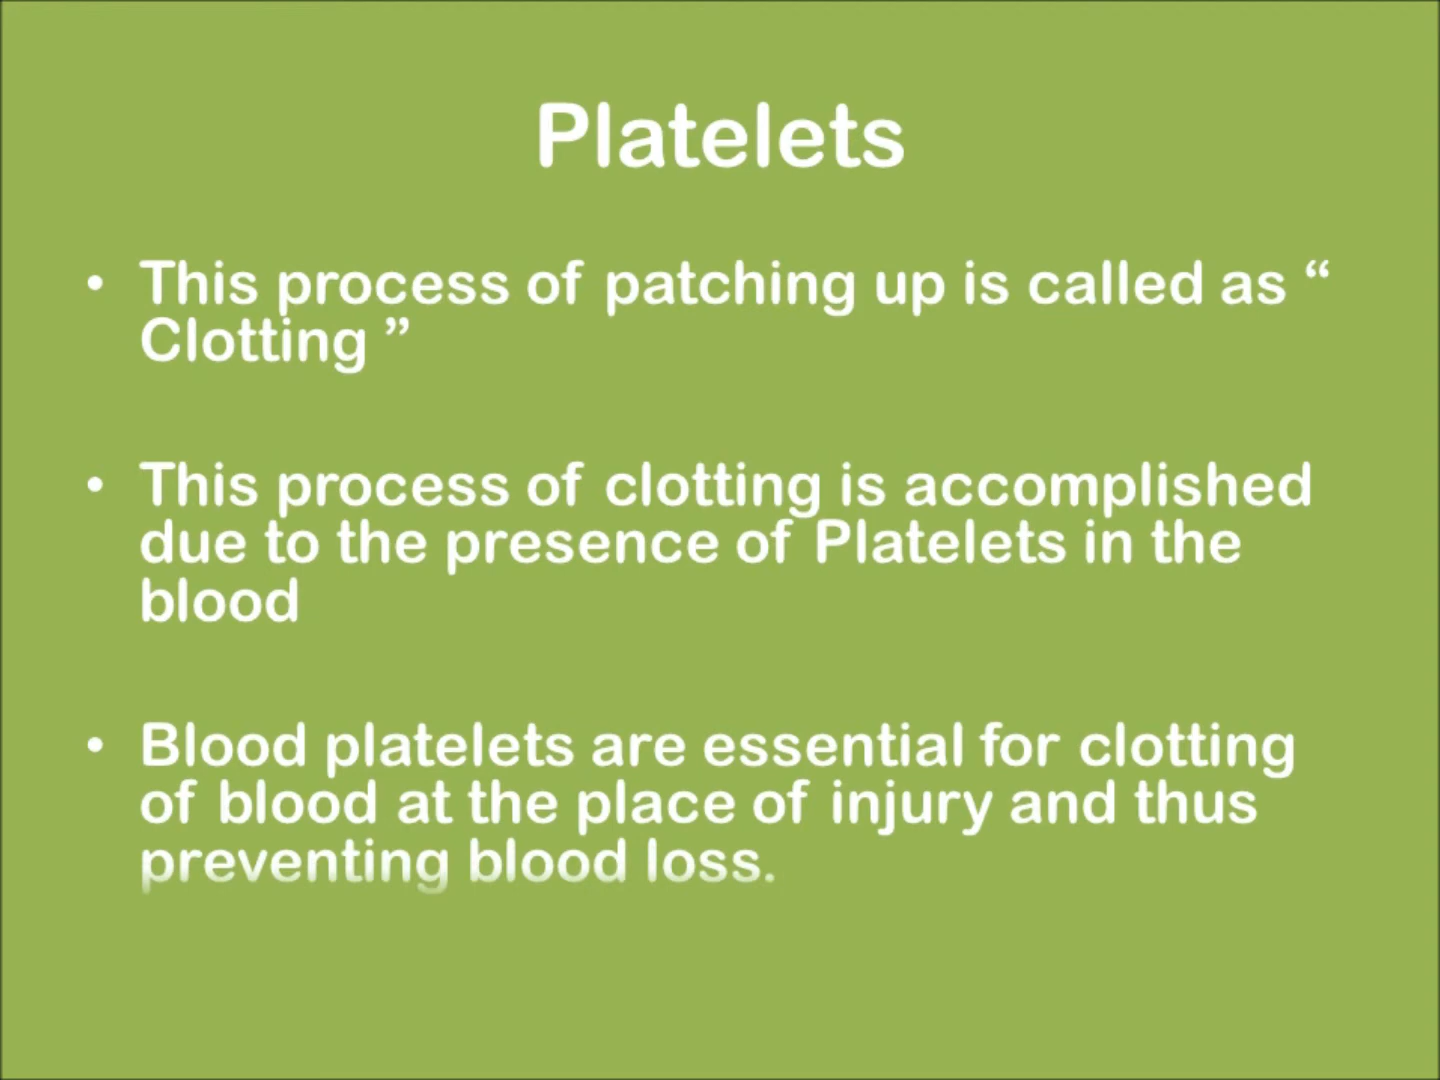 Platelets
• This process of patching up is called as “
Clotting ”
• This process of clotting is accomplished
due to the presence of Platelets in the
blood
• Blood platelets are essential for clotting
of blood at the place of injury and thus
preventing blood loss.